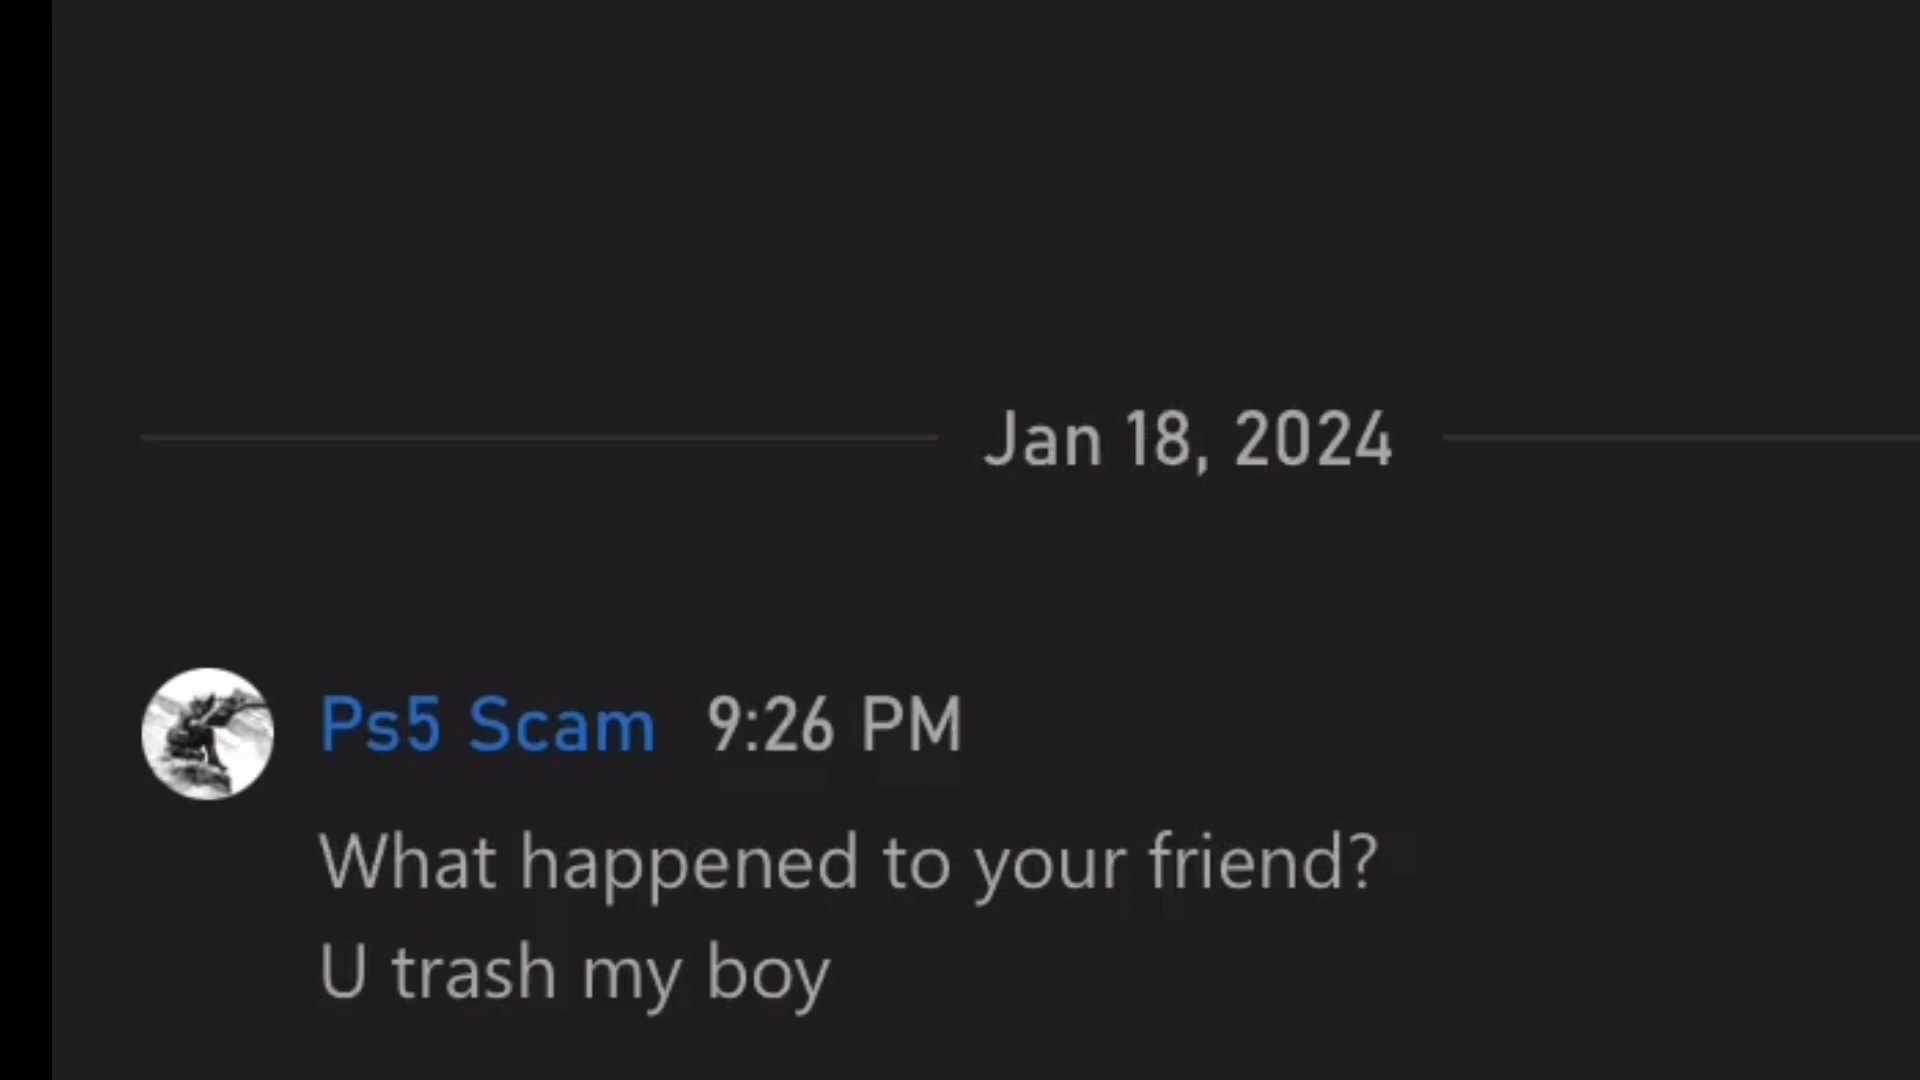 Jan 18, 2024
Ps5 Scam 9:26 PM
What happened to your friend?
U trash my boy